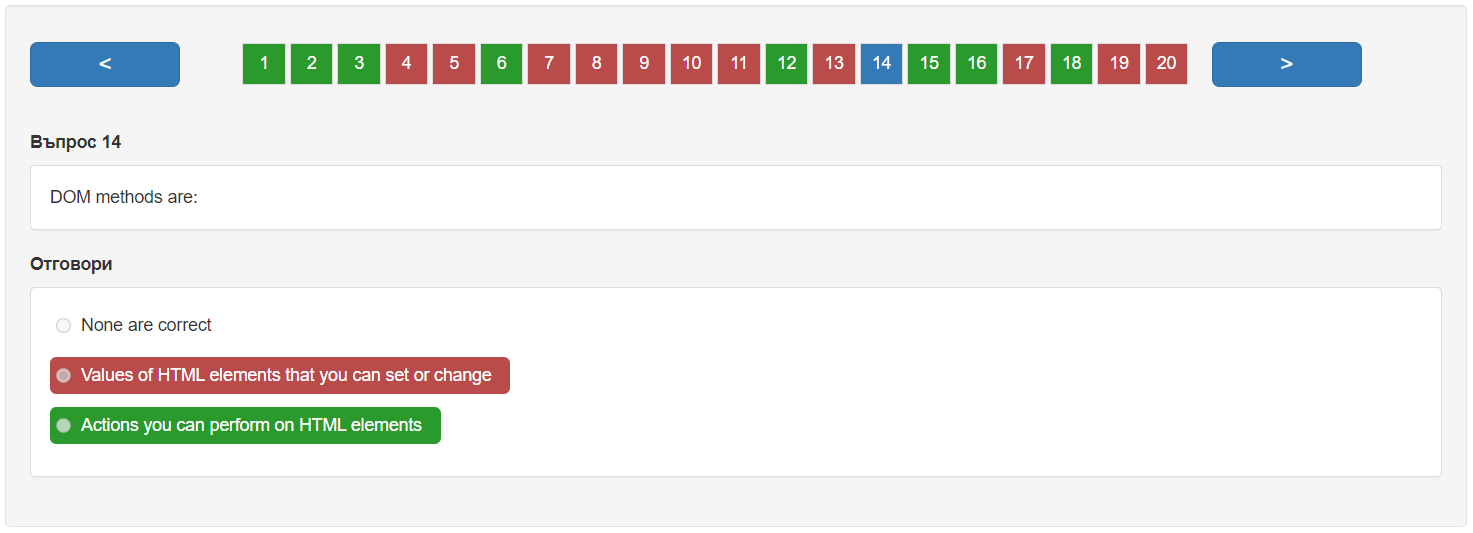 < 1 2 3 4 5 6 7 8 9 10 11 12 13 14 15 16 17 18 19 20 >
Въпрос 14
DOM methods are:
Отговори
None are correct
Values of HTML elements that you can set or change
Actions you can perform on HTML elements